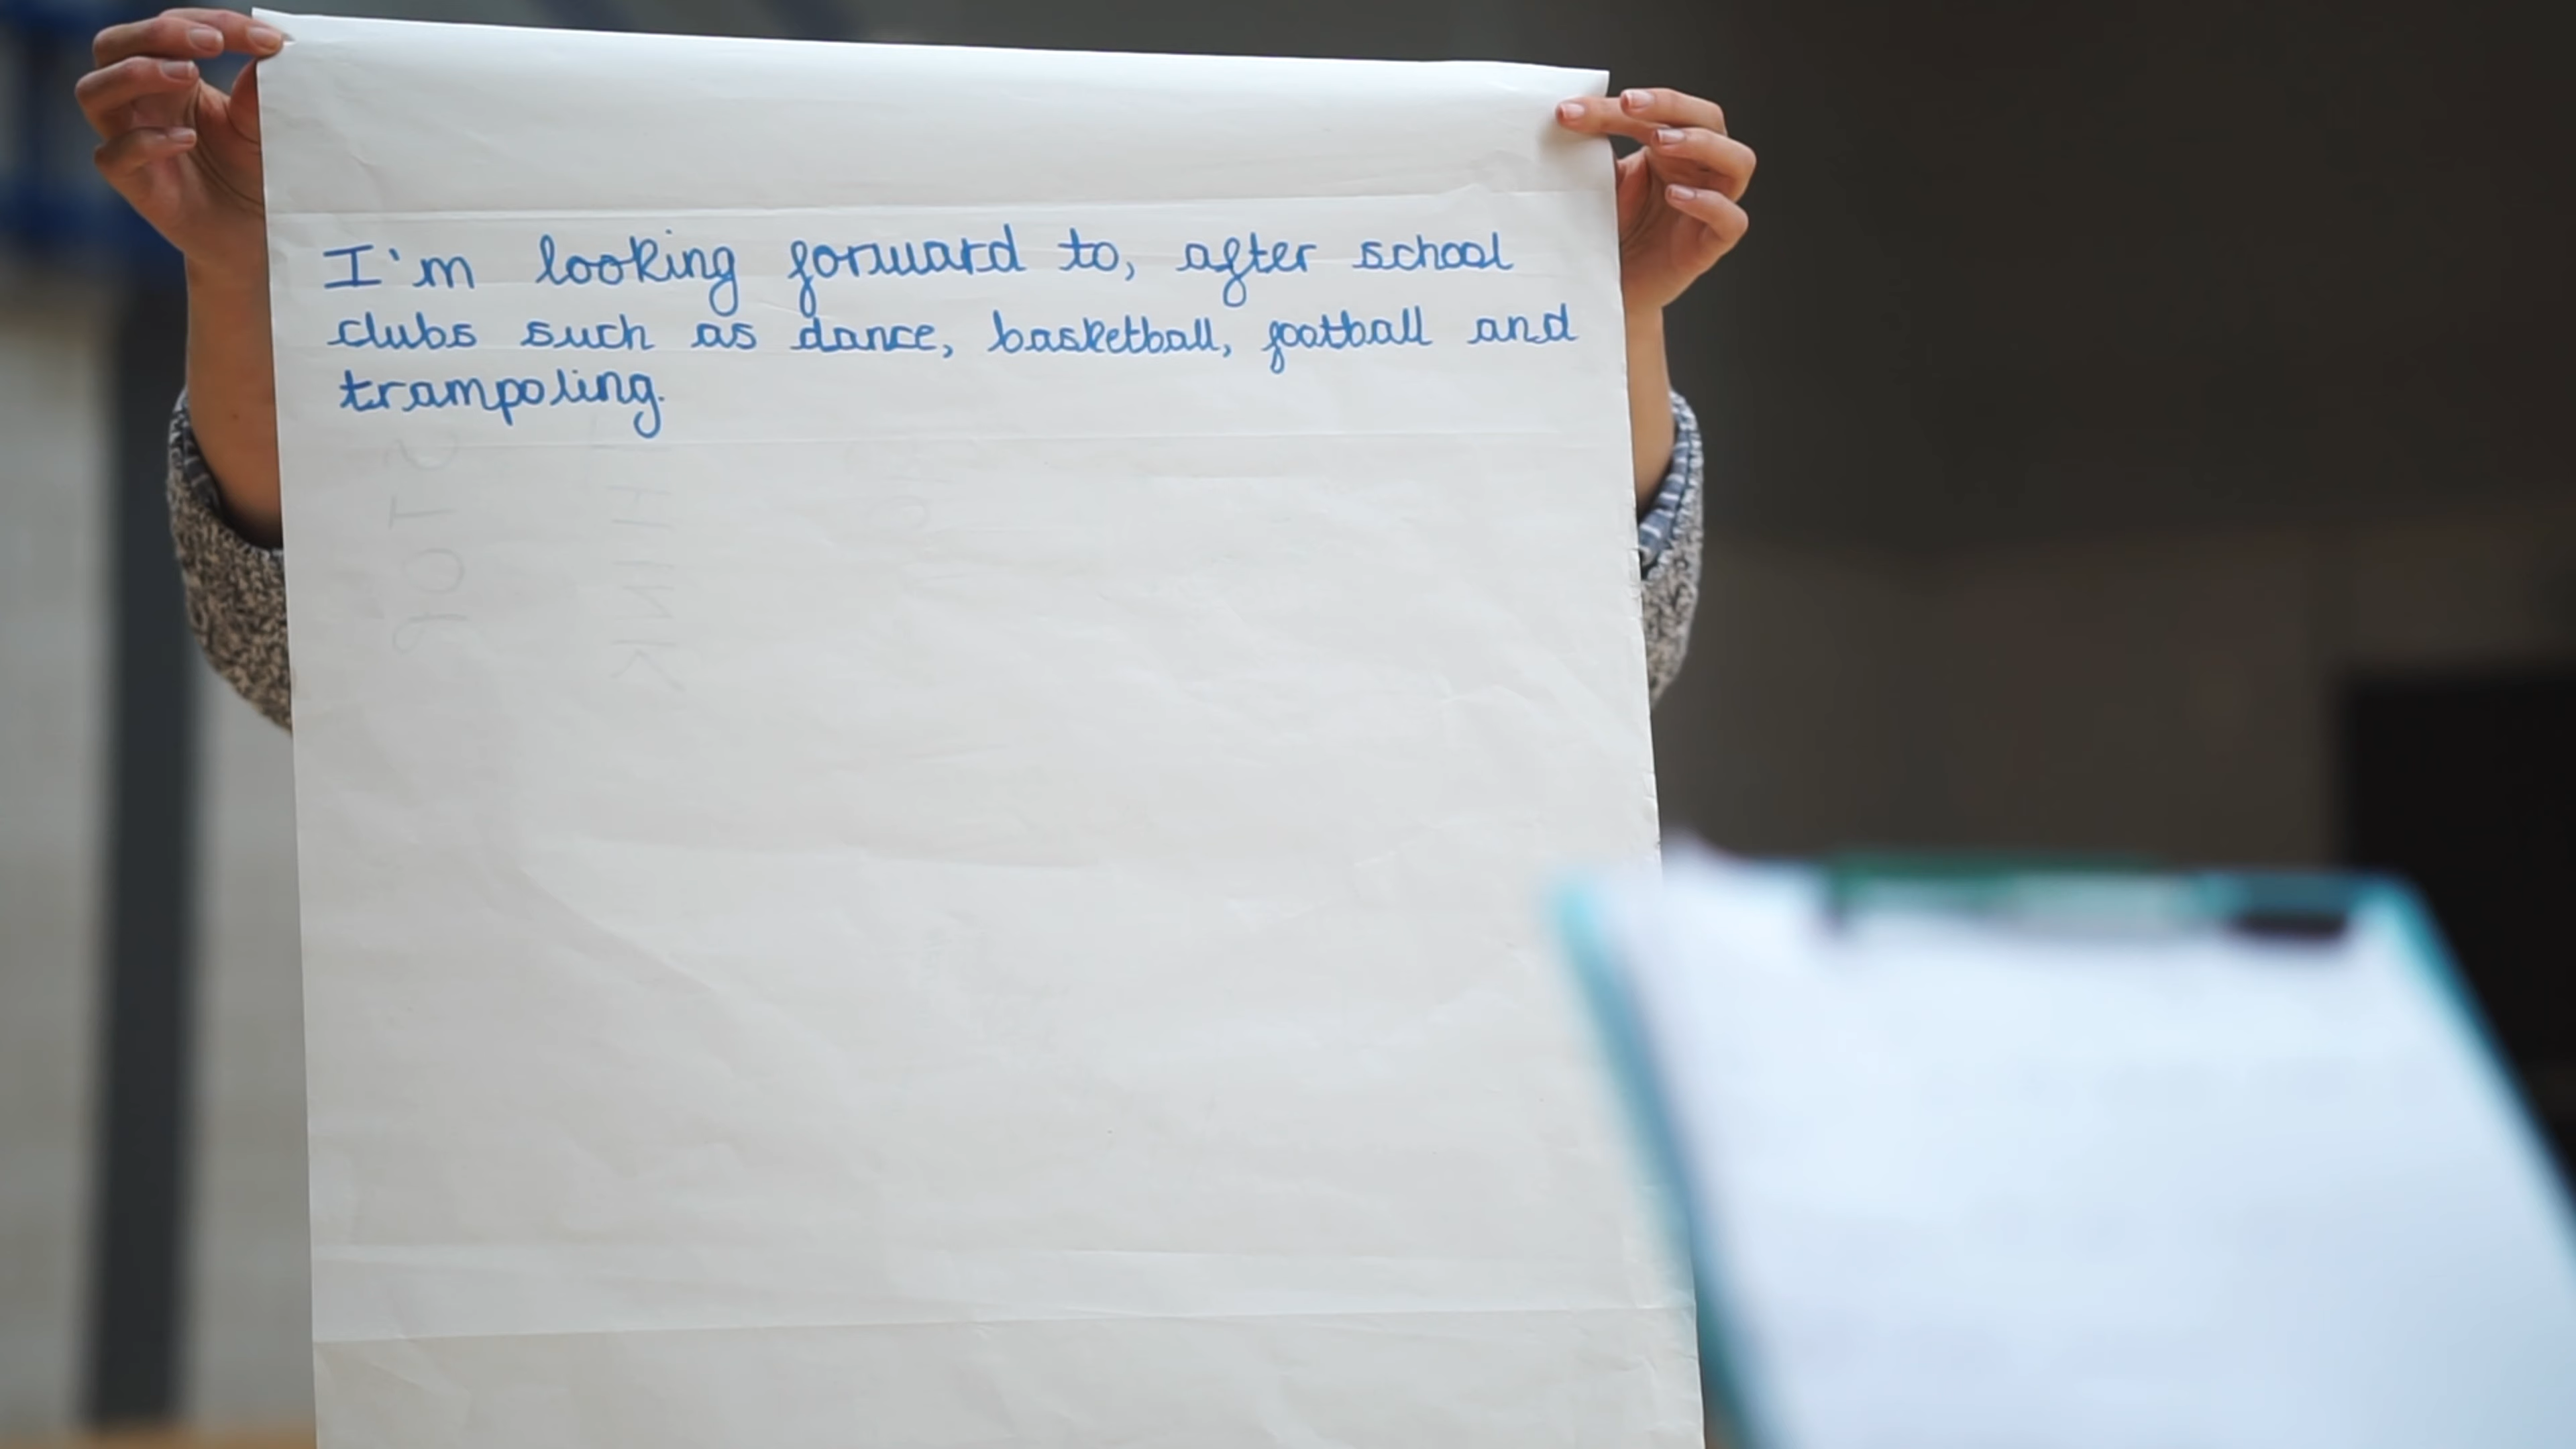 I'm looking forward to, after school
clubs such as dance, basketball, football and
trampoling.